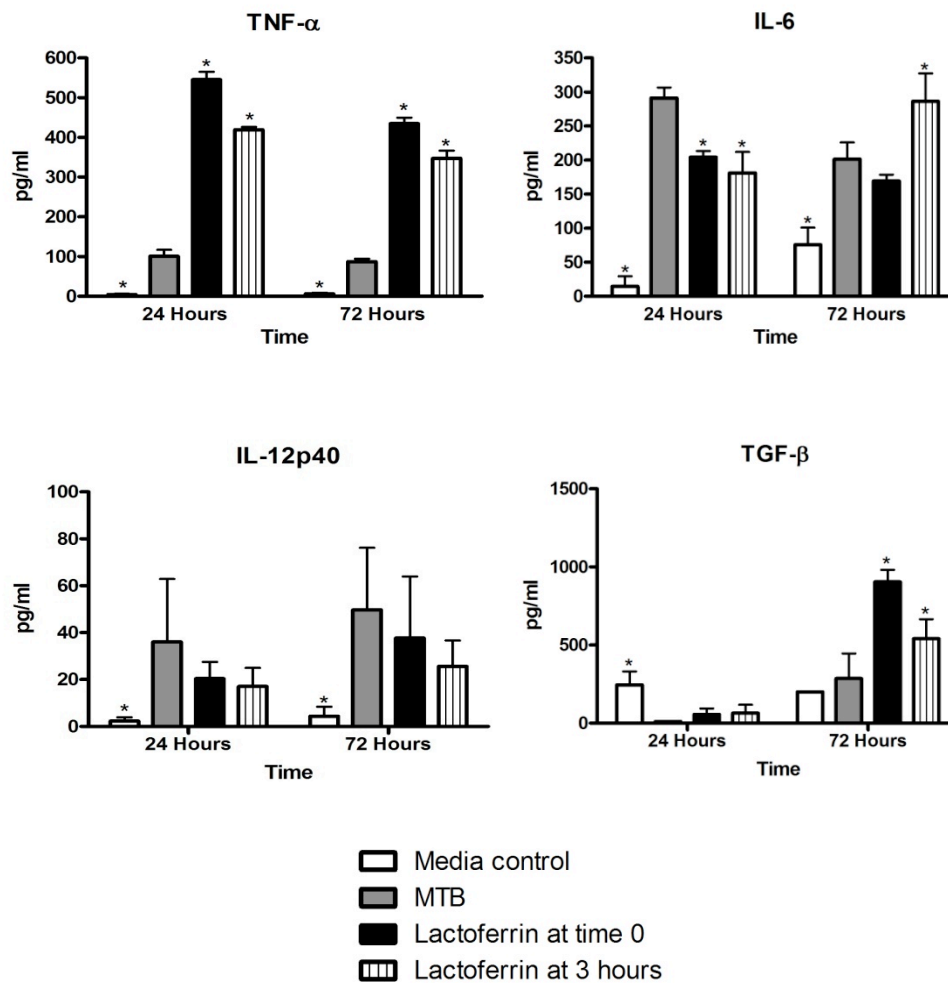 TNF-α
600
500
400
300
200
100
0
pg/ml
* * * *
* *
24 Hours 72 Hours
Time
IL-6
350
300
250
200
150
100
50
0
pg/ml
* * * * *
24 Hours 72 Hours
Time
IL-12p40
100
80
60
40
20
0
pg/ml
* *
24 Hours 72 Hours
Time
TGF-β
1500
1000
500
0
pg/ml
* * *
24 Hours 72 Hours
Time
Media control
MTB
Lactoferrin at time 0
Lactoferrin at 3 hours